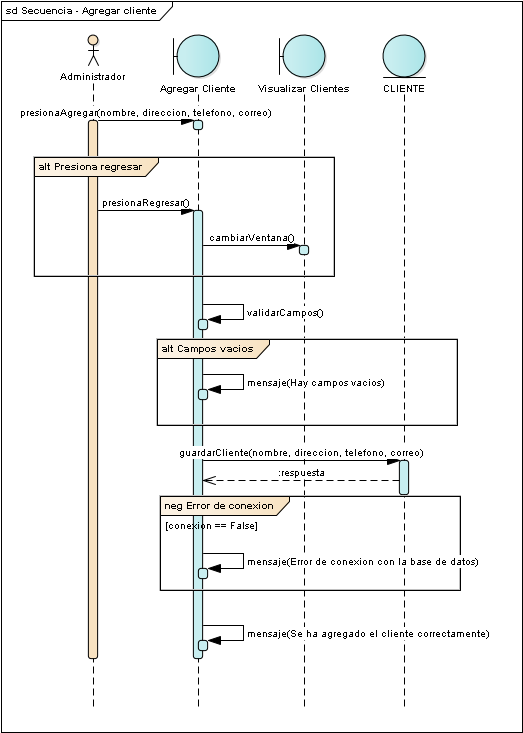 sd Secuencia - Agregar cliente
Administrador
Agregar Cliente
Visualizar Clientes
CLIENTE
presionaAgregar(nombre, direccion, telefono, correo)
alt Presiona regresar
presionaRegresar()
cambiarVentana()
validarCampos()
alt Campos vacios
mensaje(Hay campos vacios)
guardarCliente(nombre, direccion, telefono, correo)
:respuesta
neg Error de conexion
[conexion == False]
mensaje(Error de conexion con la base de datos)
mensaje(Se ha agregado el cliente correctamente)